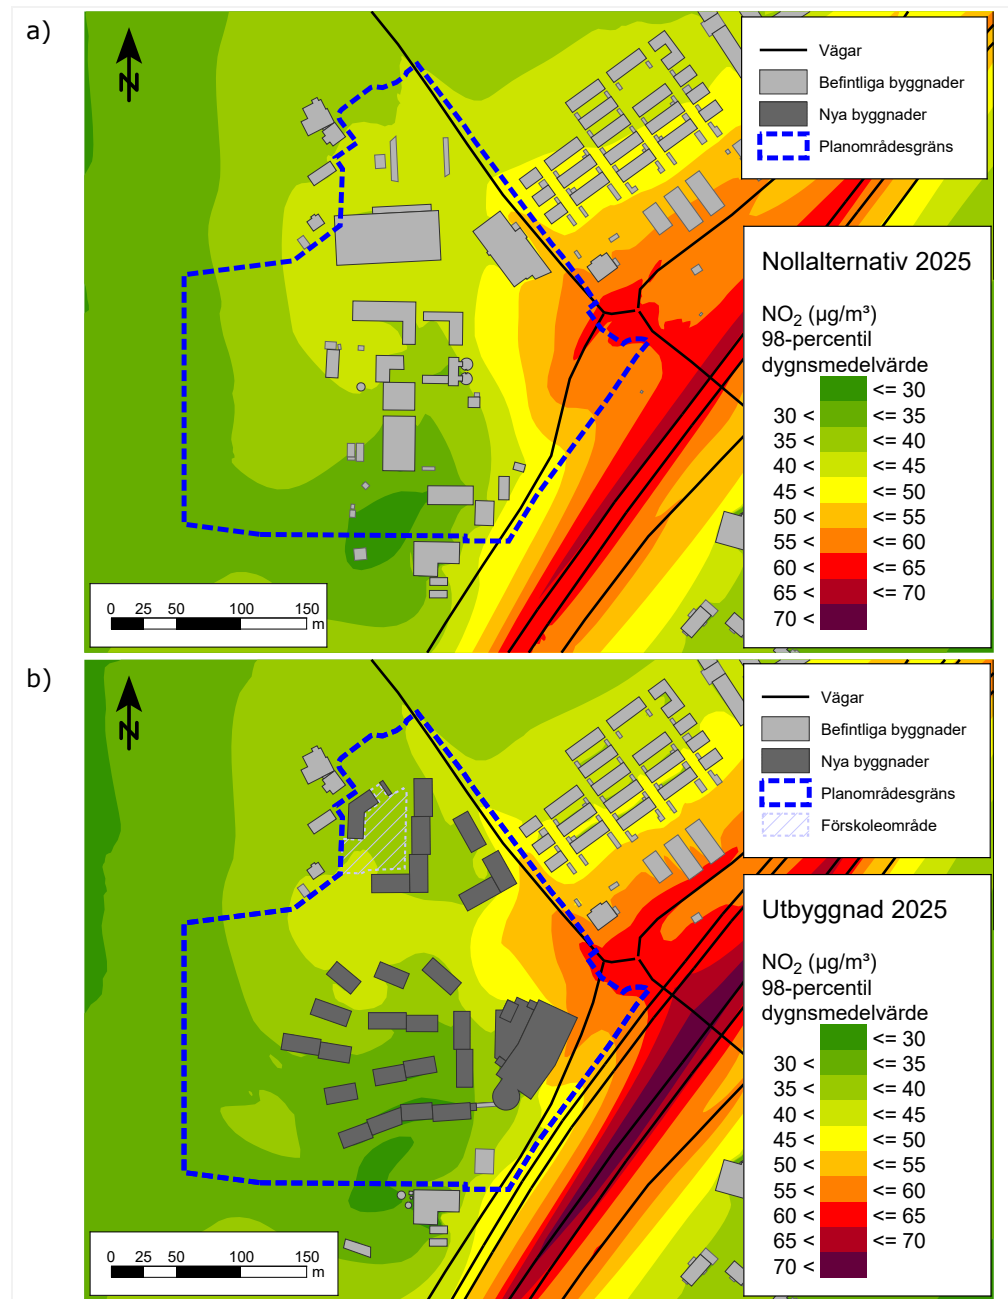 a)
N
Vägar
Befintliga byggnader
Nya byggnader
Planområdesgräns
Nollalternativ 2025
NO2 (µg/m³)
98-percentil
dygnsmedelvärde
<= 30
30 < <= 35
35 < <= 40
40 < <= 45
45 < <= 50
50 < <= 55
55 < <= 60
60 < <= 65
65 < <= 70
70 <
0 25 50 100 150
m
b)
N
Vägar
Befintliga byggnader
Nya byggnader
Planområdesgräns
Förskoleområde
Utbyggnad 2025
NO2 (µg/m³)
98-percentil
dygnsmedelvärde
<= 30
30 < <= 35
35 < <= 40
40 < <= 45
45 < <= 50
50 < <= 55
55 < <= 60
60 < <= 65
65 < <= 70
70 <
0 25 50 100 150
m